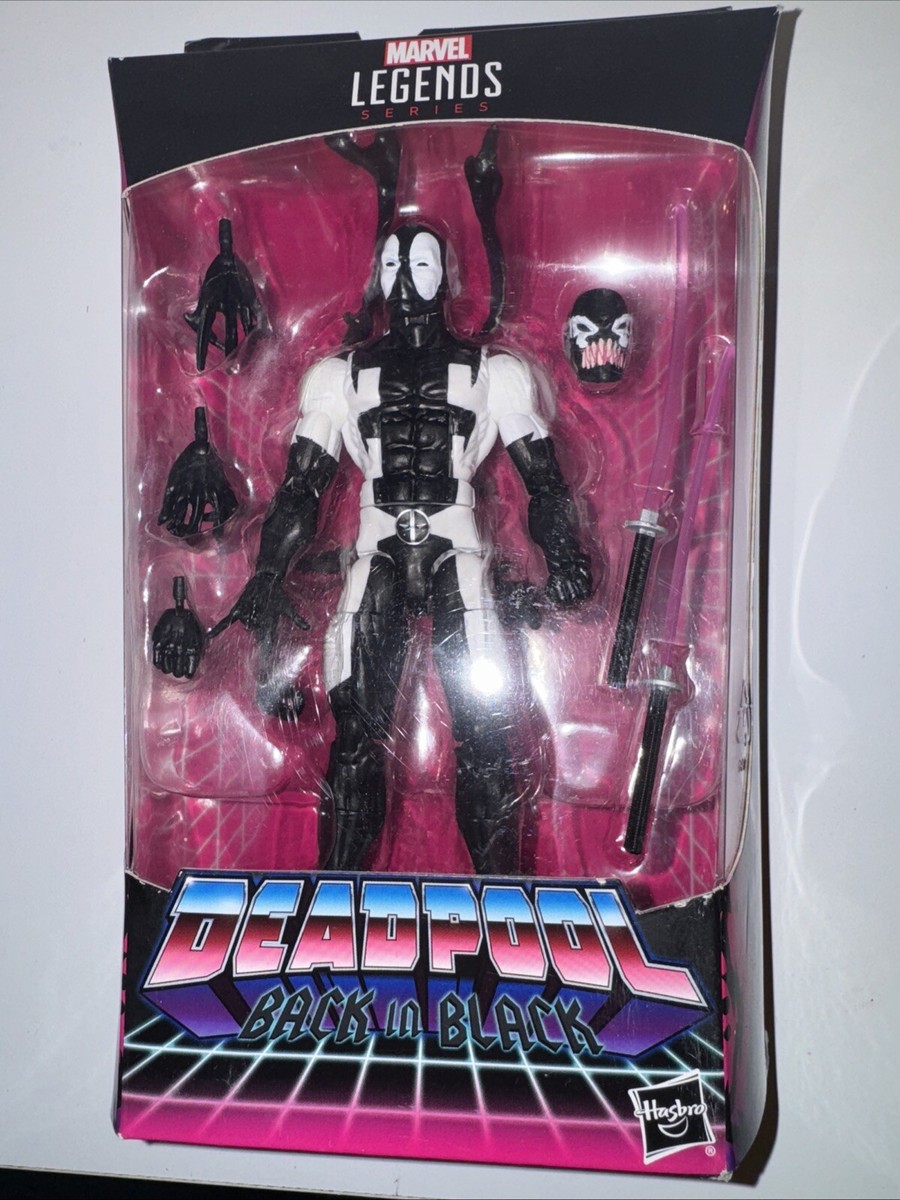 MARVEL
LEGENDS
SERIES
DEADPOOL
BACK in BLACK
Hasbro
®